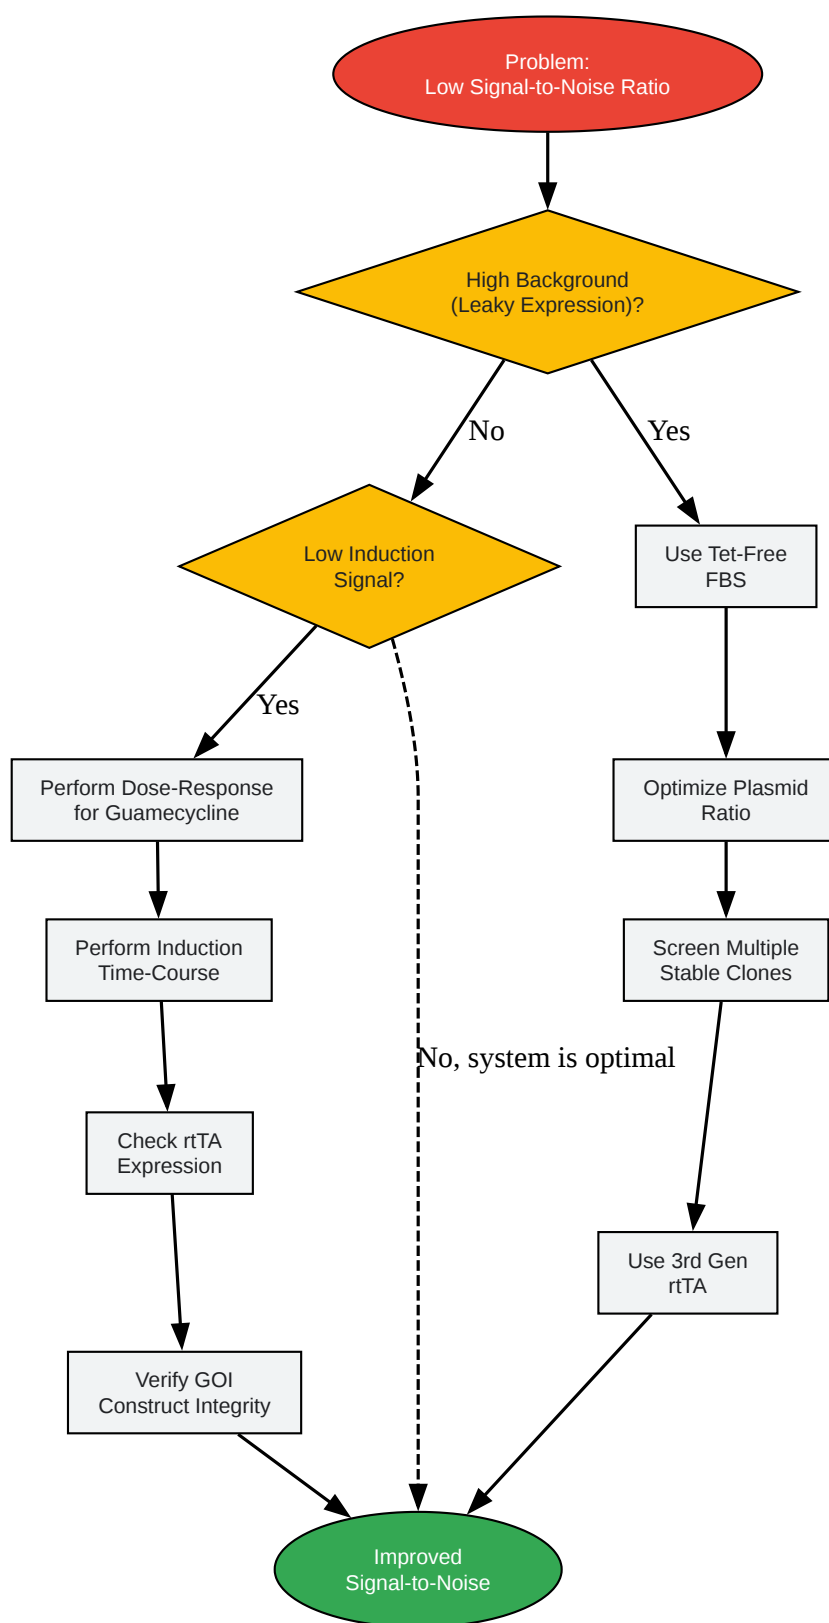 Problem:
Low Signal-to-Noise Ratio
High Background
(Leaky Expression)?
No
Yes
Low Induction
Signal?
Use Tet-Free
FBS
Yes
Perform Dose-Response
for Guamecycline
Optimize Plasmid
Ratio
Perform Induction
Time-Course
Screen Multiple
Stable Clones
No, system is optimal
Check rtTA
Expression
Use 3rd Gen
rtTA
Verify GOI
Construct Integrity
Improved
Signal-to-Noise